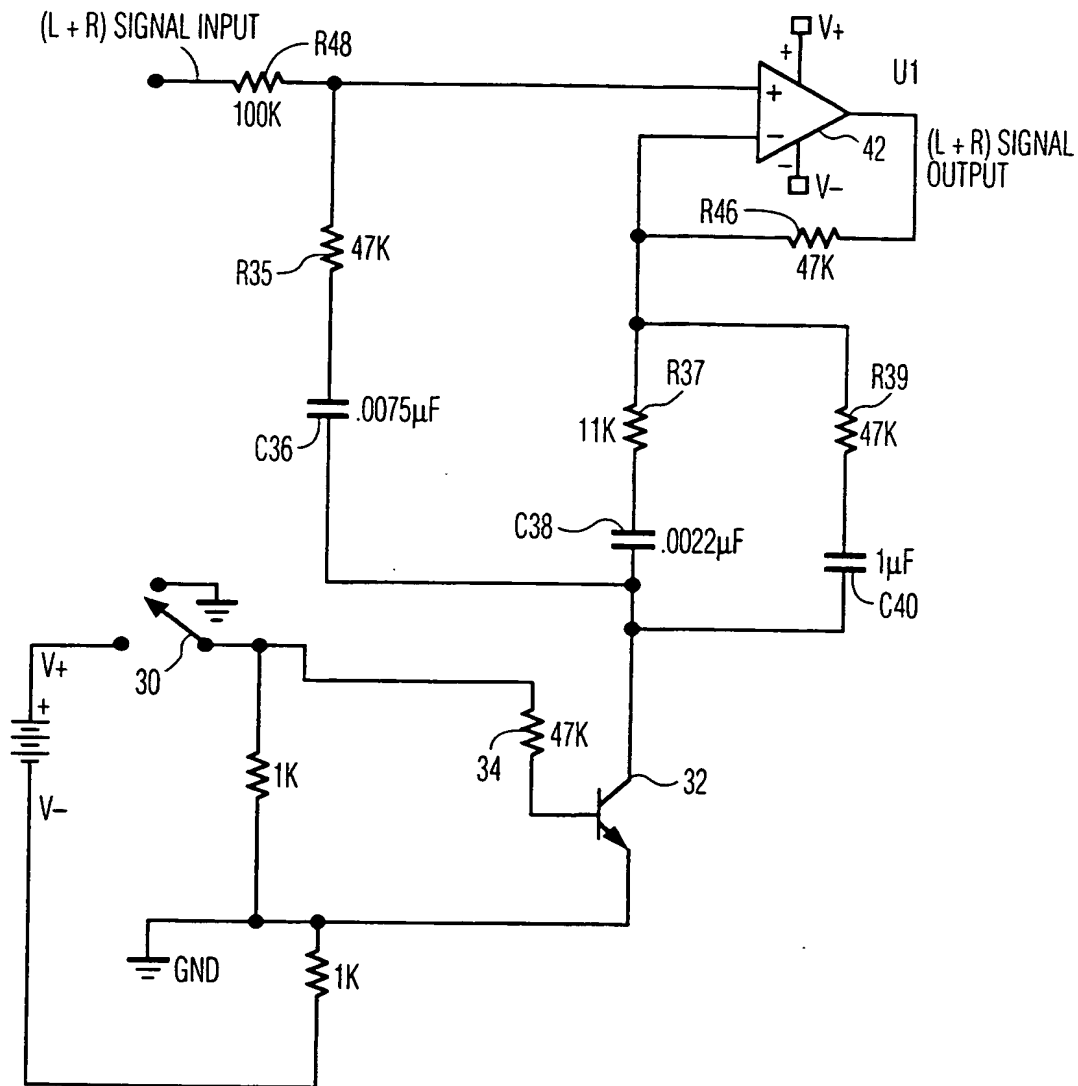 (L + R) SIGNAL INPUT
R48
100K
+
V+
U1
+
−
42
−
V−
(L + R) SIGNAL
OUTPUT
R46
47K
R35
47K
R37
11K
R39
47K
.0075µF
C36
C38
.0022µF
1µF
C40
30
V+
+
V−
1K
34
47K
32
GND
1K